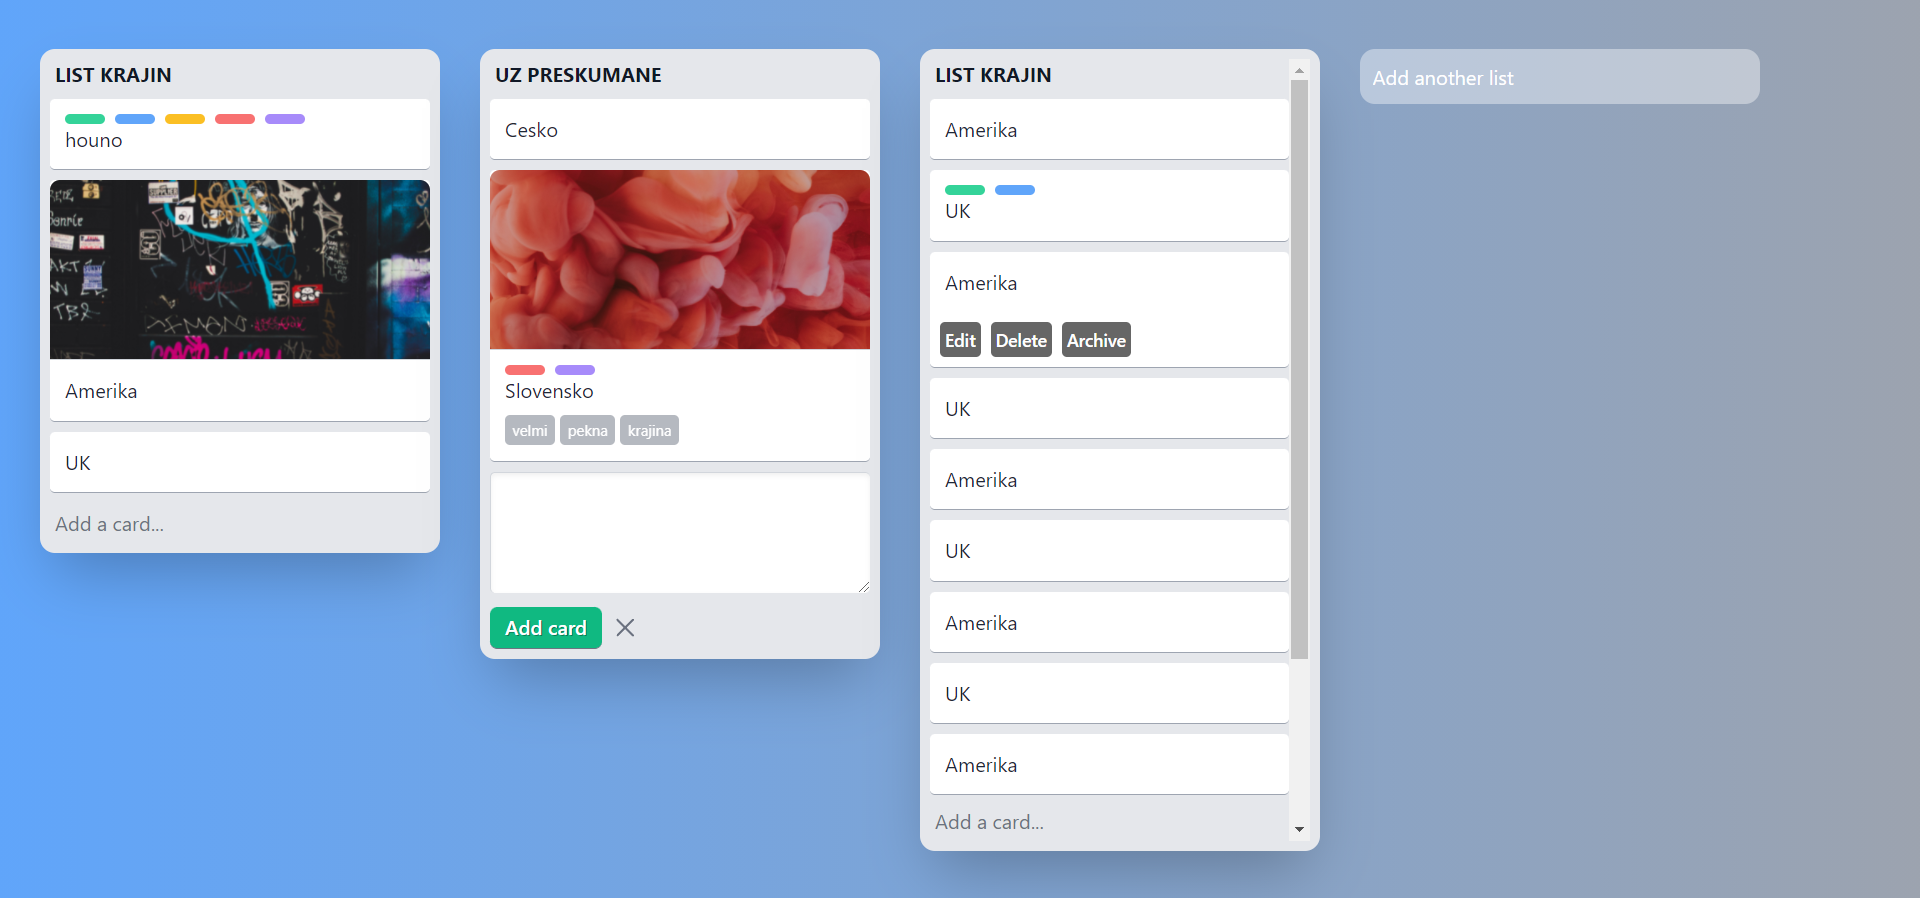 LIST KRAJIN
houno
Amerika
UK
Add a card...
UZ PRESKUMANE
Cesko
Slovensko
velmi pekna krajina
Add card
LIST KRAJIN
Amerika
UK
Amerika
Edit Delete Archive
UK
Amerika
UK
Amerika
UK
Amerika
Add a card...
Add another list